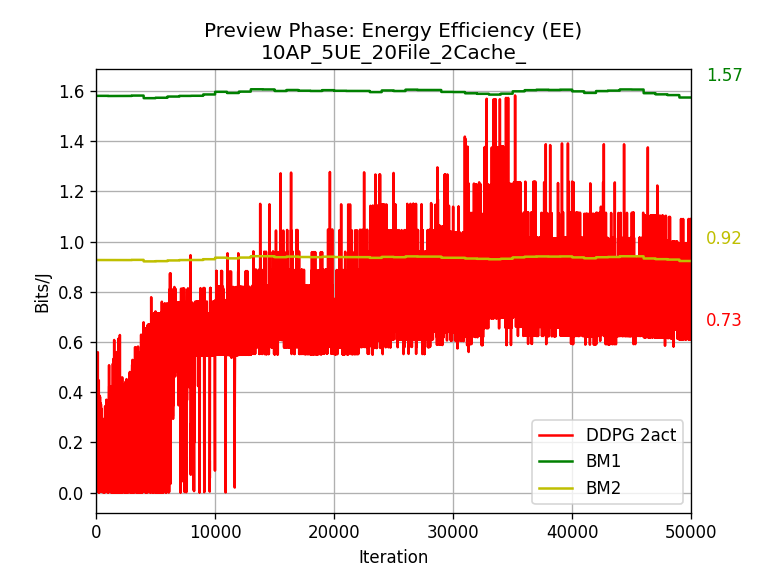 Preview Phase: Energy Efficiency (EE)
10AP_5UE_20File_2Cache_
1.57
1.6
1.4
1.2
1.0
0.92
0.8
0.73
0.6
0.4
0.2
0.0
Bits/J
DDPG 2act
BM1
BM2
0
10000
20000
30000
40000
50000
Iteration